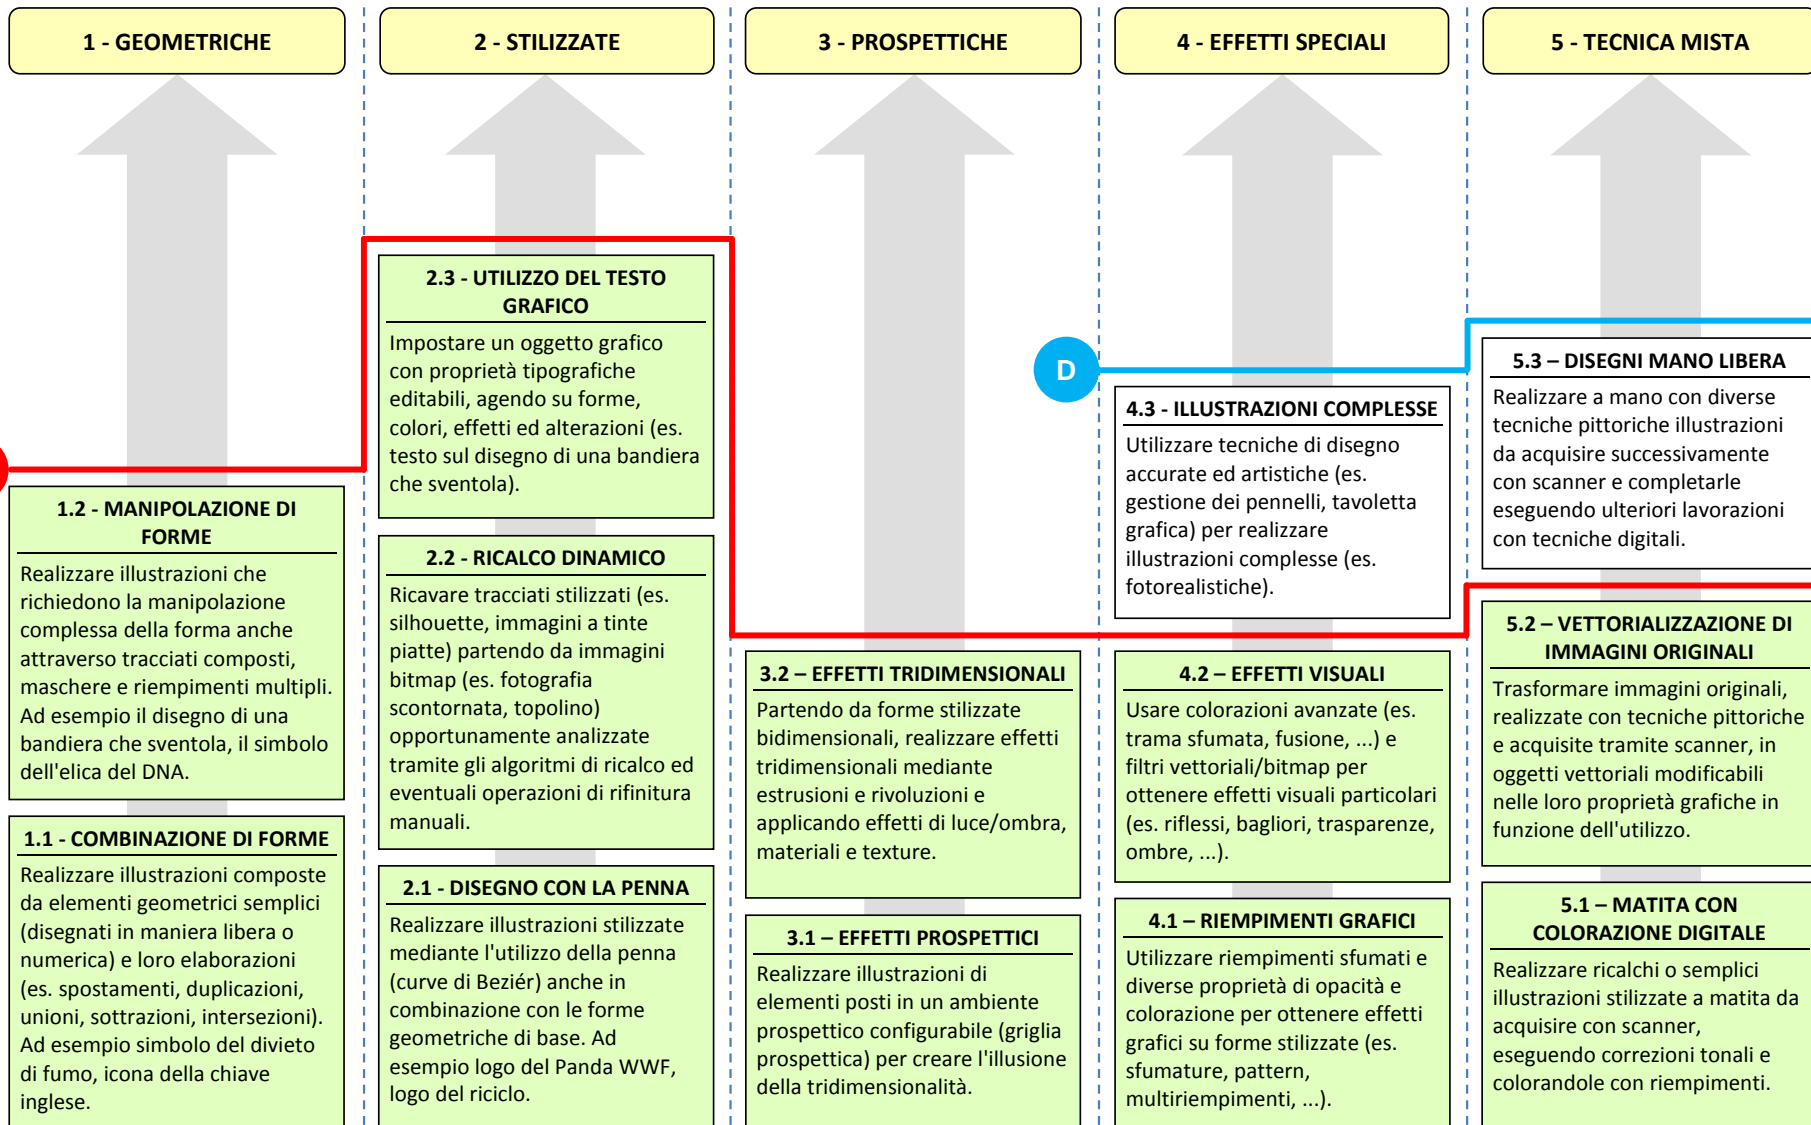 1 - GEOMETRICHE
2 - STILIZZATE
3 - PROSPETTICHE
4 - EFFETTI SPECIALI
5 - TECNICA MISTA
1.2 - MANIPOLAZIONE DI
FORME
Realizzare illustrazioni che
richiedono la manipolazione
complessa della forma anche
attraverso tracciati composti,
maschere e riempimenti multipli.
Ad esempio il disegno di una
bandiera che sventola, il simbolo
dell'elica del DNA.
1.1 - COMBINAZIONE DI FORME
Realizzare illustrazioni composte
da elementi geometrici semplici
(disegnati in maniera libera o
numerica) e loro elaborazioni
(es. spostamenti, duplicazioni,
unioni, sottrazioni, intersezioni).
Ad esempio simbolo del divieto
di fumo, icona della chiave
inglese.
2.3 - UTILIZZO DEL TESTO
GRAFICO
Impostare un oggetto grafico
con proprietà tipografiche
editabili, agendo su forme,
colori, effetti ed alterazioni (es.
testo sul disegno di una bandiera
che sventola).
2.2 - RICALCO DINAMICO
Ricavare tracciati stilizzati (es.
silhouette, immagini a tinte
piatte) partendo da immagini
bitmap (es. fotografia
scontornata, topolino)
opportunamente analizzate
tramite gli algoritmi di ricalco ed
eventuali operazioni di rifinitura
manuali.
2.1 - DISEGNO CON LA PENNA
Realizzare illustrazioni stilizzate
mediante l'utilizzo della penna
(curve di Beziér) anche in
combinazione con le forme
geometriche di base. Ad
esempio logo del Panda WWF,
logo del riciclo.
3.2 – EFFETTI TRIDIMENSIONALI
Partendo da forme stilizzate
bidimensionali, realizzare effetti
tridimensionali mediante
estrusioni e rivoluzioni e
applicando effetti di luce/ombra,
materiali e texture.
3.1 – EFFETTI PROSPETTICI
Realizzare illustrazioni di
elementi posti in un ambiente
prospettico configurabile (griglia
prospettica) per creare l'illusione
della tridimensionalità.
D
4.3 - ILLUSTRAZIONI COMPLESSE
Utilizzare tecniche di disegno
accurate ed artistiche (es.
gestione dei pennelli, tavoletta
grafica) per realizzare
illustrazioni complesse (es.
fotorealistiche).
4.2 – EFFETTI VISUALI
Usare colorazioni avanzate (es.
trama sfumata, fusione, ...) e
filtri vettoriali/bitmap per
ottenere effetti visuali particolari
(es. riflessi, bagliori, trasparenze,
ombre, ...).
4.1 – RIEMPIMENTI GRAFICI
Utilizzare riempimenti sfumati e
diverse proprietà di opacità e
colorazione per ottenere effetti
grafici su forme stilizzate (es.
sfumature, pattern,
multiriempimenti, ...).
5.3 – DISEGNI MANO LIBERA
Realizzare a mano con diverse
tecniche pittoriche illustrazioni
da acquisire successivamente
con scanner e completarle
eseguendo ulteriori lavorazioni
con tecniche digitali.
5.2 – VETTORIALIZZAZIONE DI
IMMAGINI ORIGINALI
Trasformare immagini originali,
realizzate con tecniche pittoriche
e acquisite tramite scanner, in
oggetti vettoriali modificabili
nelle loro proprietà grafiche in
funzione dell'utilizzo.
5.1 – MATITA CON
COLORAZIONE DIGITALE
Realizzare ricalchi o semplici
illustrazioni stilizzate a matita da
acquisire con scanner,
eseguendo correzioni tonali e
colorandole con riempimenti.